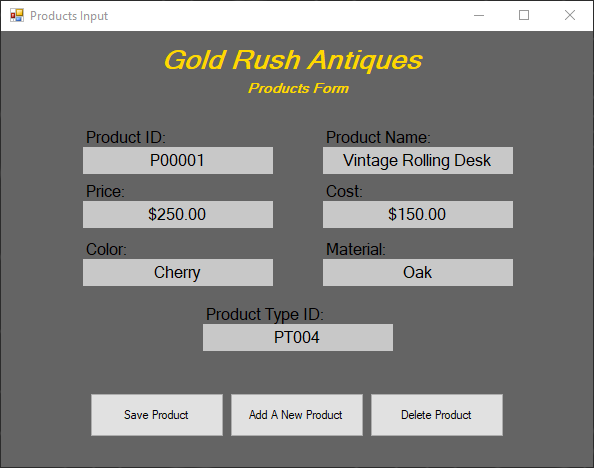 Products Input
Gold Rush Antiques
Products Form
Product ID:
P00001
Product Name:
Vintage Rolling Desk
Price:
$250.00
Cost:
$150.00
Color:
Cherry
Material:
Oak
Product Type ID:
PT004
Save Product
Add A New Product
Delete Product